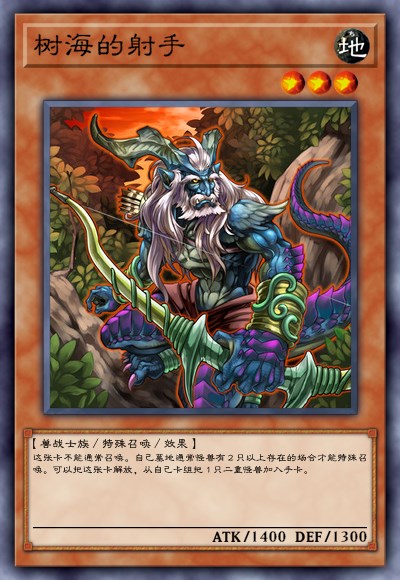 树海的射手
地
【兽战士族／特殊召唤／效果】
这张卡不能通常召唤。自己墓地通常怪兽有２只以上存在的场合才能特殊召
唤。可以把这张卡解放，从自己卡组把１只二重怪兽加入手卡。
ATK/1400 DEF/1300